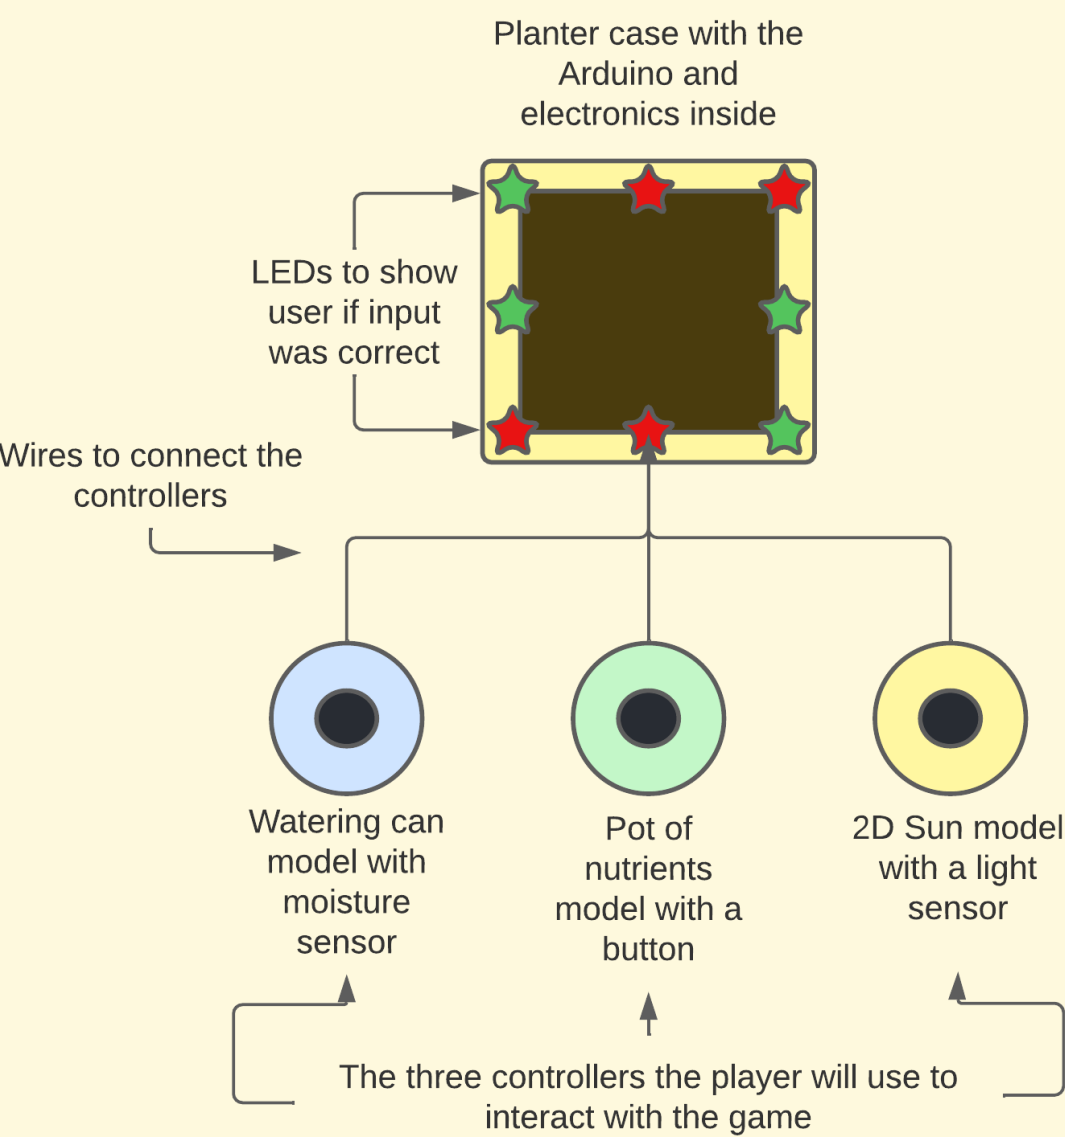 Planter case with the
Arduino and
electronics inside
LEDs to show
user if input
was correct
Wires to connect the
controllers
Watering can
model with
moisture
sensor
Pot of
nutrients
model with a
button
2D Sun model
with a light
sensor
The three controllers the player will use to
interact with the game